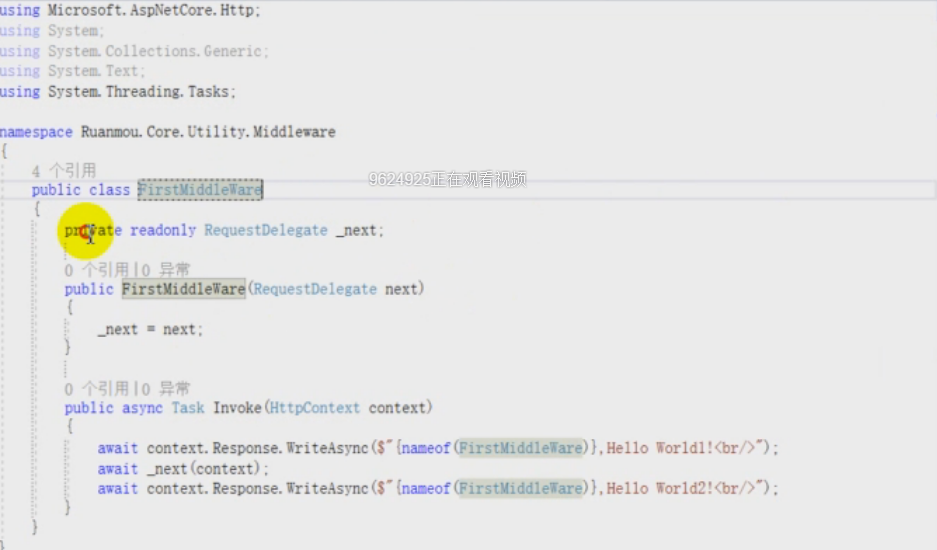 using Microsoft.AspNetCore.Http;
using System;
using System.Collections.Generic;
using System.Text;
using System.Threading.Tasks;
namespace Ruanmou.Core.Utility.Middleware
{
4 个引用
9624925正在观看视频
public class FirstMiddleWare
{
private readonly RequestDelegate _next;
0 个引用|0 异常
public FirstMiddleWare(RequestDelegate next)
{
_next = next;
}
0 个引用|0 异常
public async Task Invoke(HttpContext context)
{
await context.Response.WriteAsync($"{nameof(FirstMiddleWare)},Hello World1!<br/>");
await _next(context);
await context.Response.WriteAsync($"{nameof(FirstMiddleWare)},Hello World2!<br/>");
}
}
}